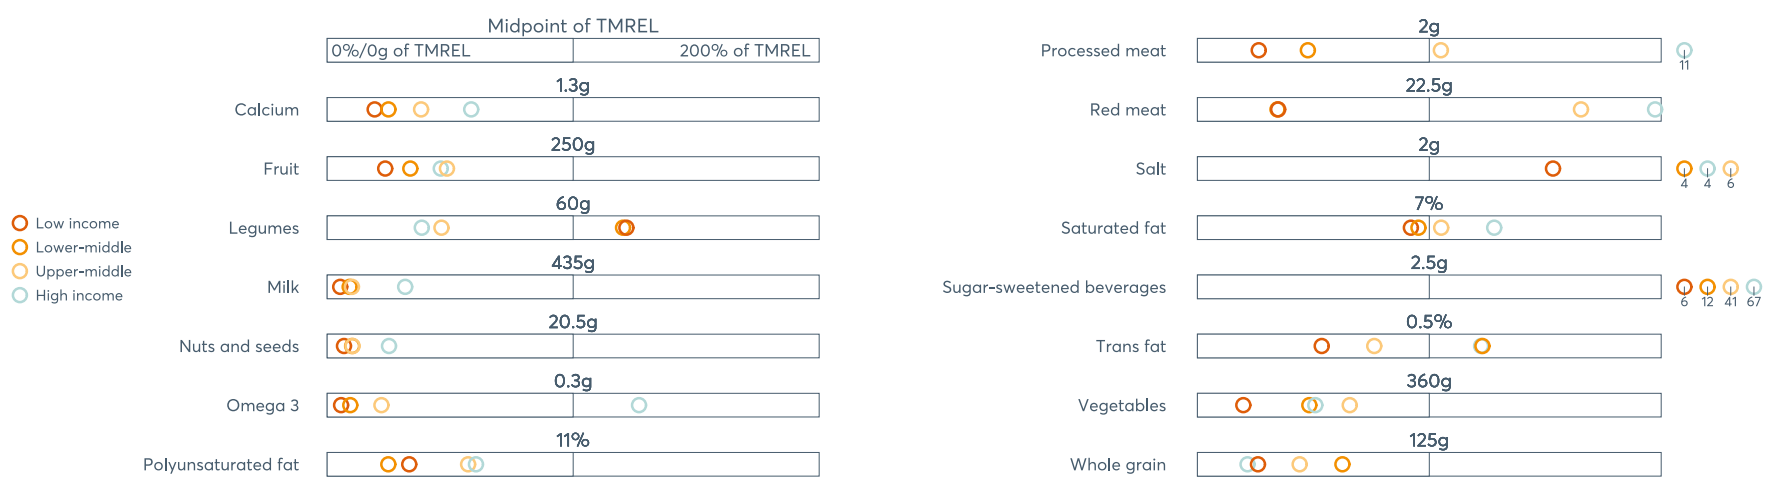 Midpoint of TMREL
0%/0g of TMREL 200% of TMREL
1.3g
Calcium
250g
Fruit
60g
Legumes
435g
Milk
20.5g
Nuts and seeds
0.3g
Omega 3
11%
Polyunsaturated fat
Low income
Lower-middle
Upper-middle
High income
2g
Processed meat
11
22.5g
Red meat
2g
Salt
4 4 6
7%
Saturated fat
2.5g
Sugar-sweetened beverages
6 12 41 67
0.5%
Trans fat
360g
Vegetables
125g
Whole grain